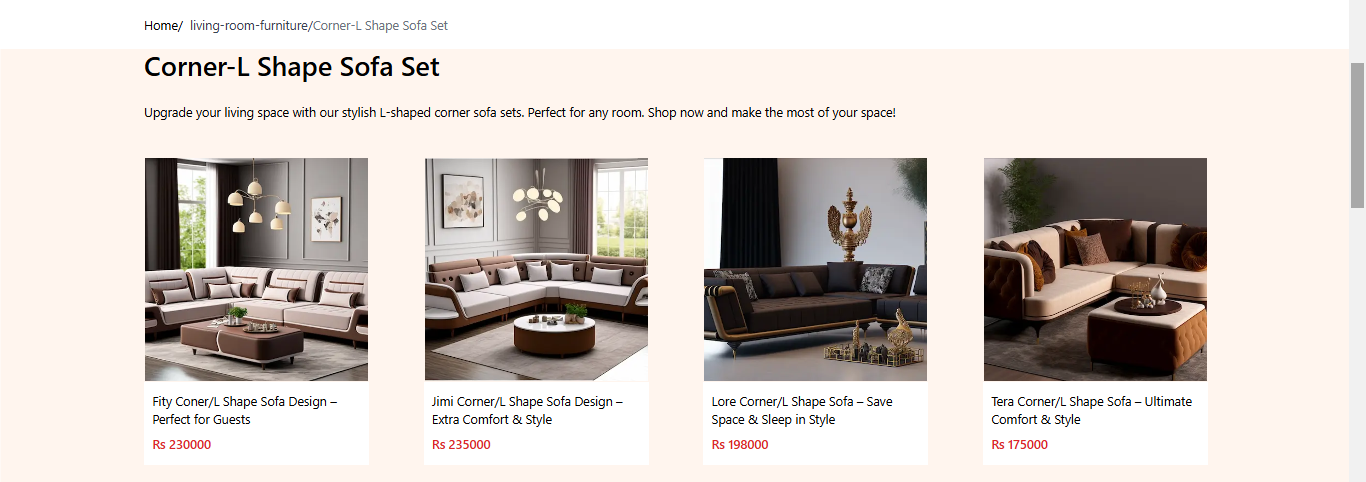 Home/ living-room-furniture/Corner-L Shape Sofa Set
Corner-L Shape Sofa Set
Upgrade your living space with our stylish L-shaped corner sofa sets. Perfect for any room. Shop now and make the most of your space!
Fity Coner/L Shape Sofa Design –
Perfect for Guests
Rs 230000
Jimi Corner/L Shape Sofa Design –
Extra Comfort & Style
Rs 235000
Lore Corner/L Shape Sofa – Save
Space & Sleep in Style
Rs 198000
Tera Corner/L Shape Sofa – Ultimate
Comfort & Style
Rs 175000